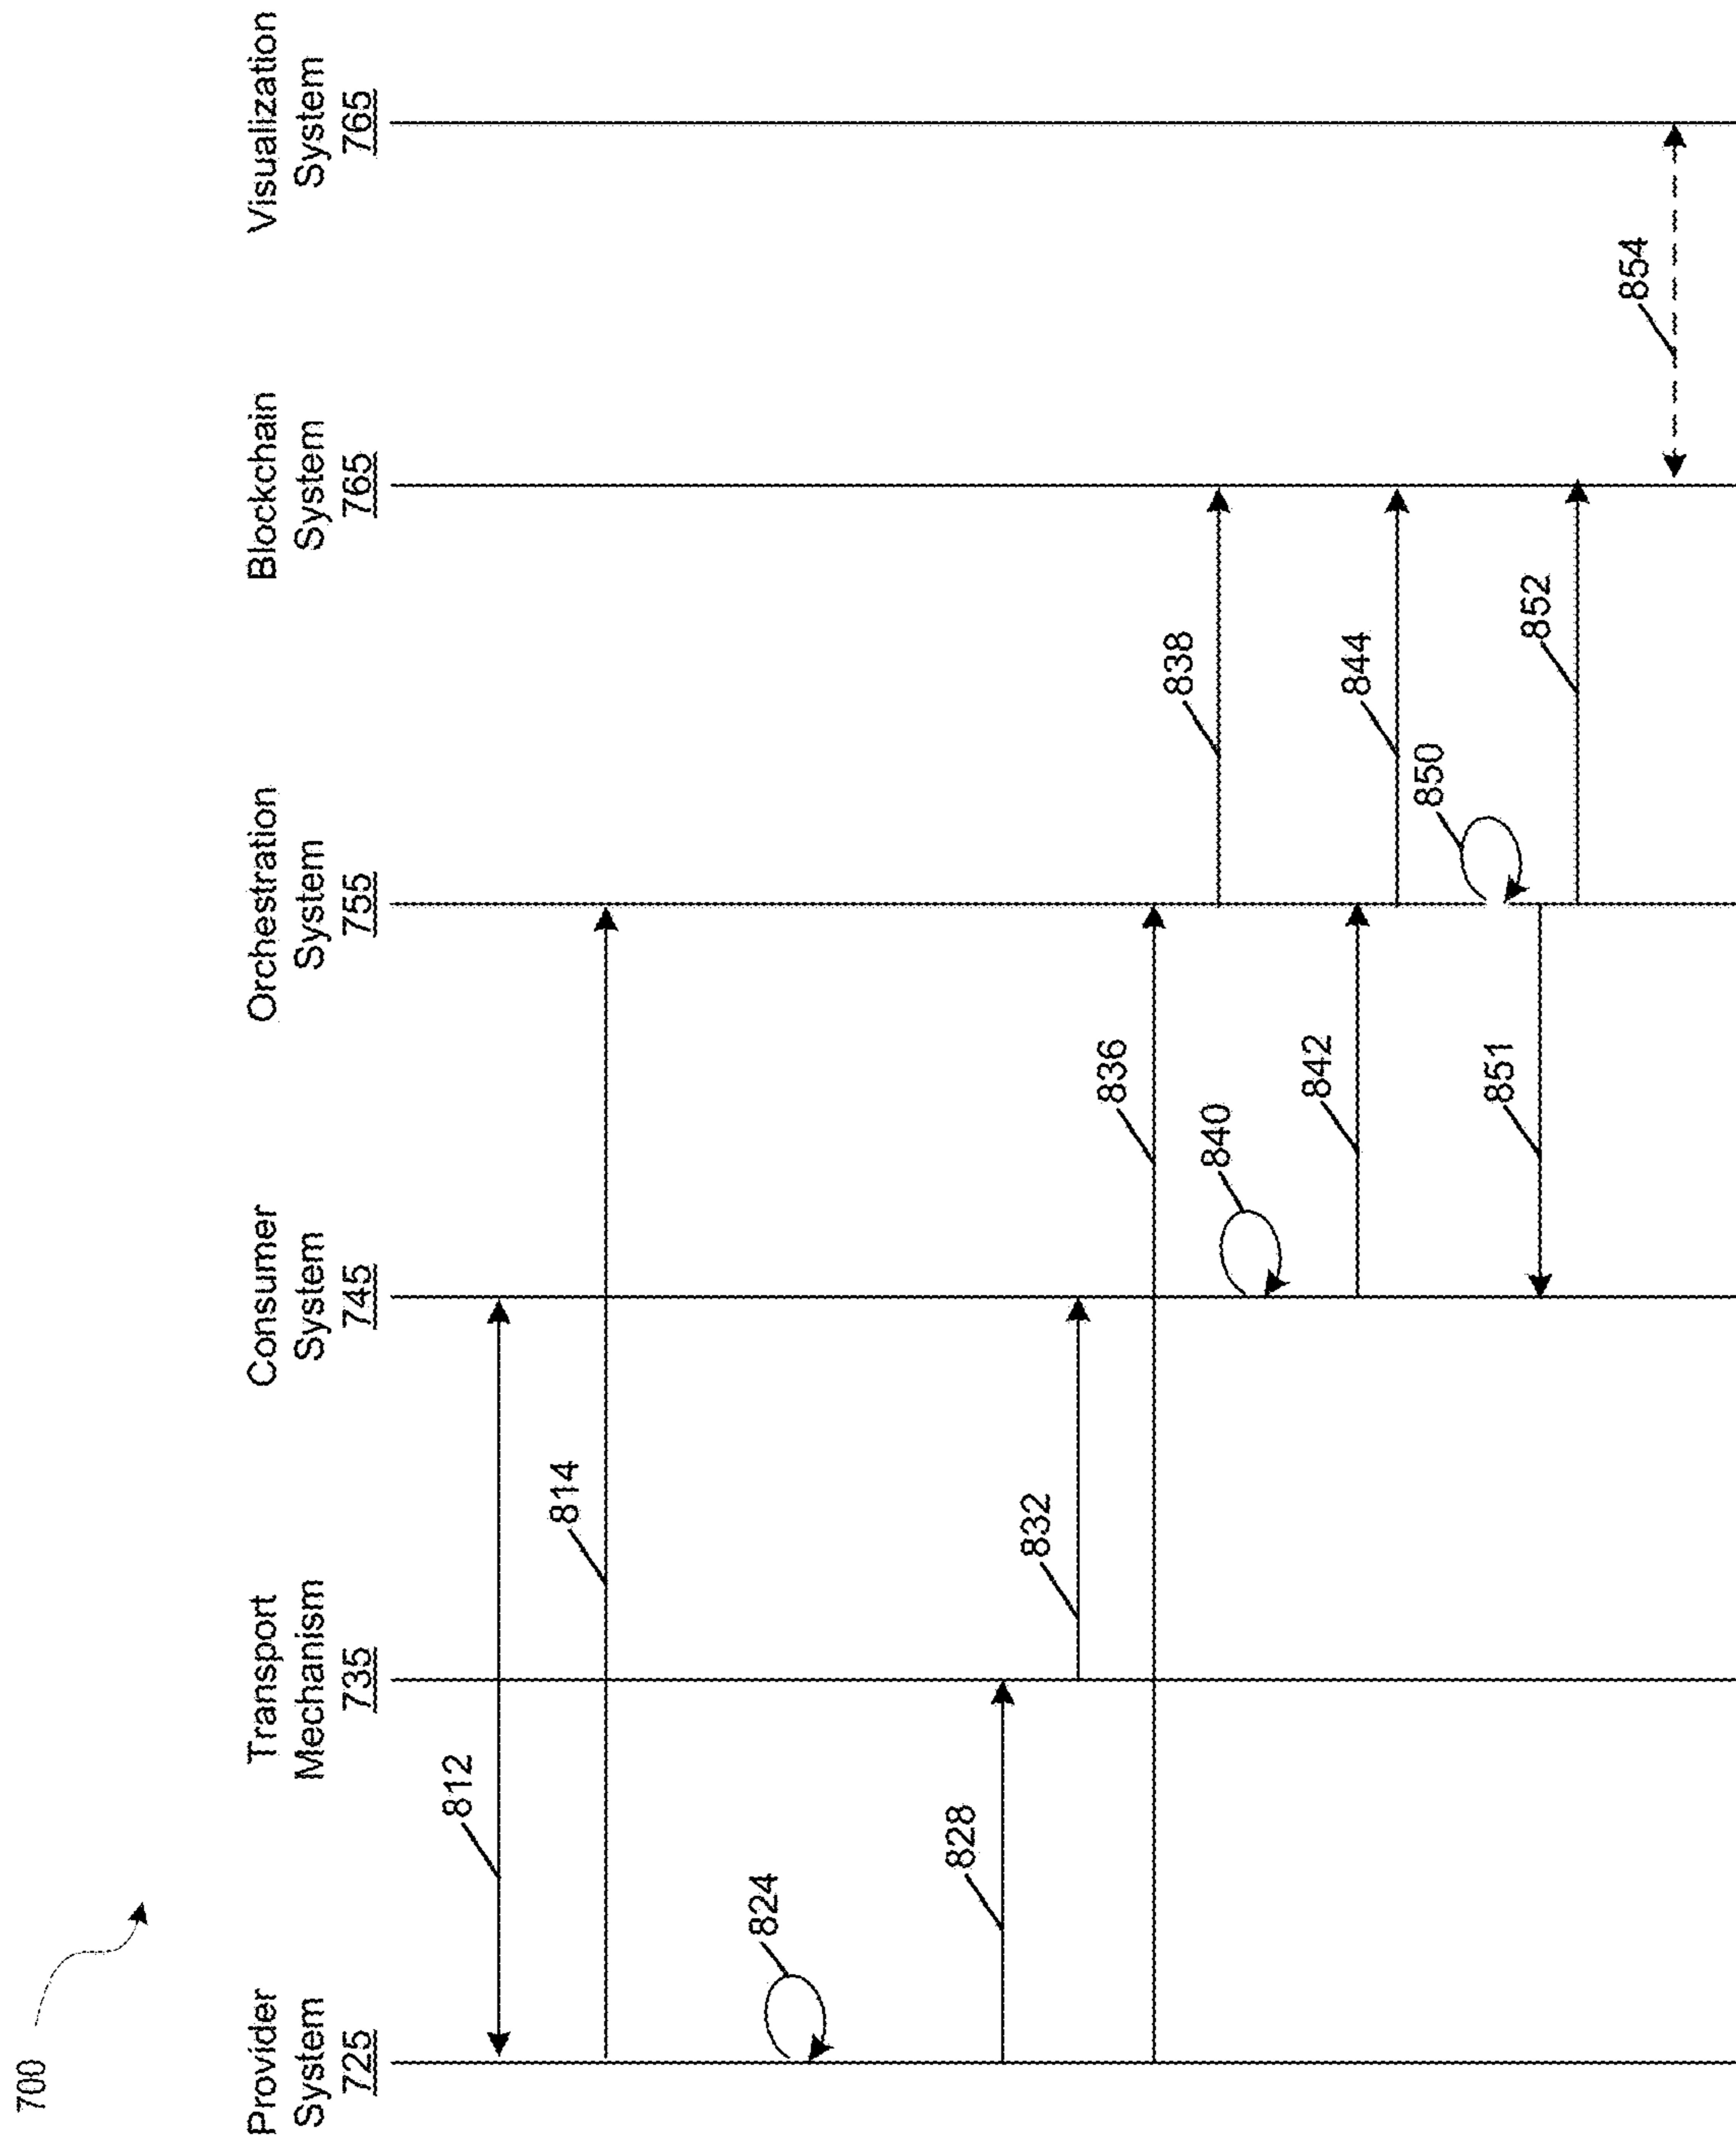 700
Provider
System
725
Transport
Mechanism
735
Consumer
System
745
Orchestration
System
755
Blockchain
System
765
Visualization
System
765
812
814
824
828
832
836
838
840
842
844
850
851
852
854